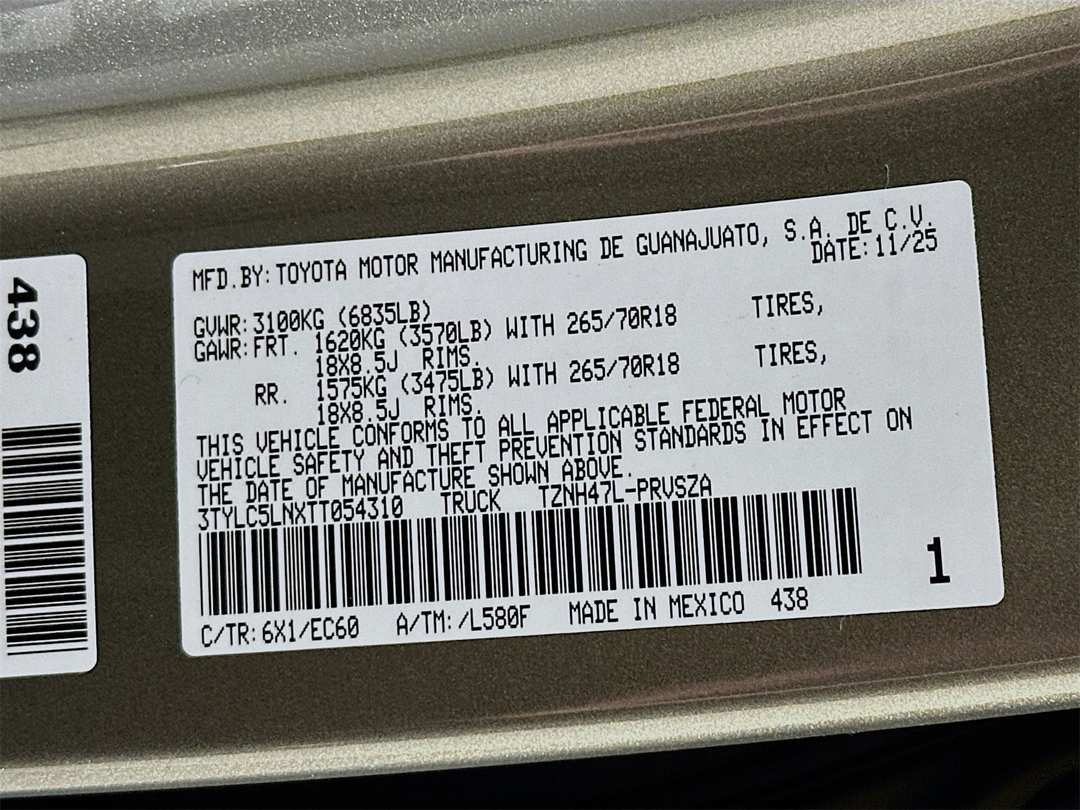 438
MFD.BY: TOYOTA MOTOR MANUFACTURING DE GUANAJUATO, S.A. DE C.V.
DATE: 11/25
GVWR: 3100KG (6835LB)
GAWR: FRT. 1620KG (3570LB) WITH 265/70R18 TIRES,
18X8.5J RIMS.
RR. 1575KG (3475LB) WITH 265/70R18 TIRES,
18X8.5J RIMS.
THIS VEHICLE CONFORMS TO ALL APPLICABLE FEDERAL MOTOR
VEHICLE SAFETY AND THEFT PREVENTION STANDARDS IN EFFECT ON
THE DATE OF MANUFACTURE SHOWN ABOVE.
3TYLC5LNXTT054310 TRUCK TZNH47L-PRVSZA
1
C/TR: 6X1/EC60 A/TM: /L580F MADE IN MEXICO 438